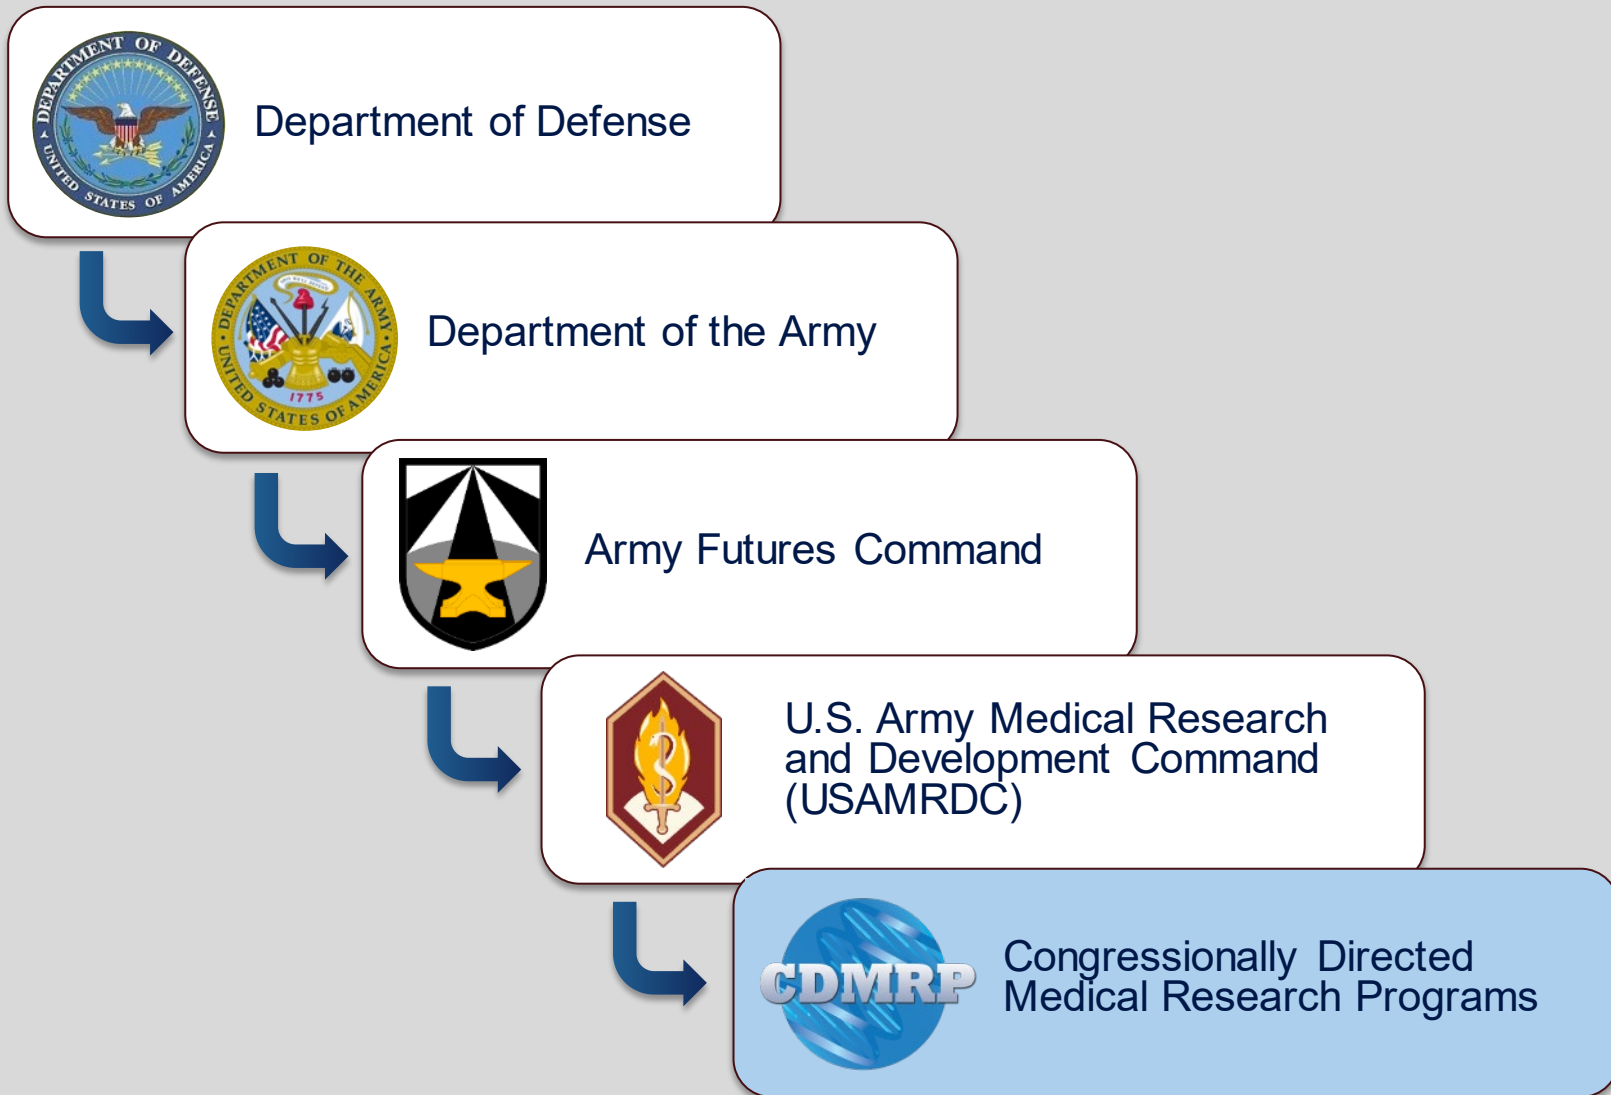 DEPARTMENT OF DEFENSE
UNITED STATES OF AMERICA
Department of Defense
DEPARTMENT OF THE ARMY
UNITED STATES OF AMERICA
1775
Department of the Army
Army Futures Command
U.S. Army Medical Research
and Development Command
(USAMRDC)
CDMRP
Congressionally Directed
Medical Research Programs